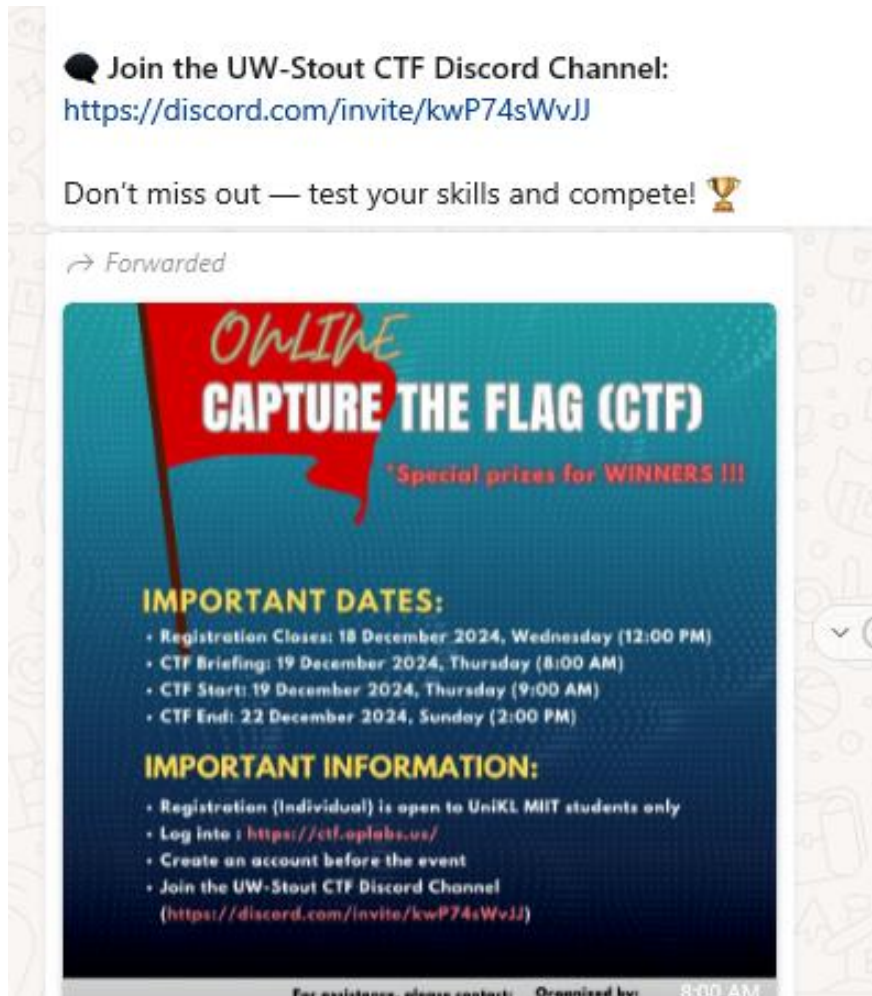 Join the UW-Stout CTF Discord Channel:
https://discord.com/invite/kwP74sWvJJ
Don't miss out — test your skills and compete! 🏆
Forwarded
ONLINE
CAPTURE THE FLAG (CTF)
*Special prizes for WINNERS !!!
IMPORTANT DATES:
• Registration Closes: 18 December 2024, Wednesday (12:00 PM)
• CTF Briefing: 19 December 2024, Thursday (8:00 AM)
• CTF Start: 19 December 2024, Thursday (9:00 AM)
• CTF End: 22 December 2024, Sunday (2:00 PM)
IMPORTANT INFORMATION:
• Registration (Individual) is open to UniKL MIIT students only
• Log into : https://ctf.oplabs.us/
• Create an account before the event
• Join the UW-Stout CTF Discord Channel
(https://discord.com/invite/kwP74sWvJJ)
For assistance, please contact: Organized by: 8:00 AM